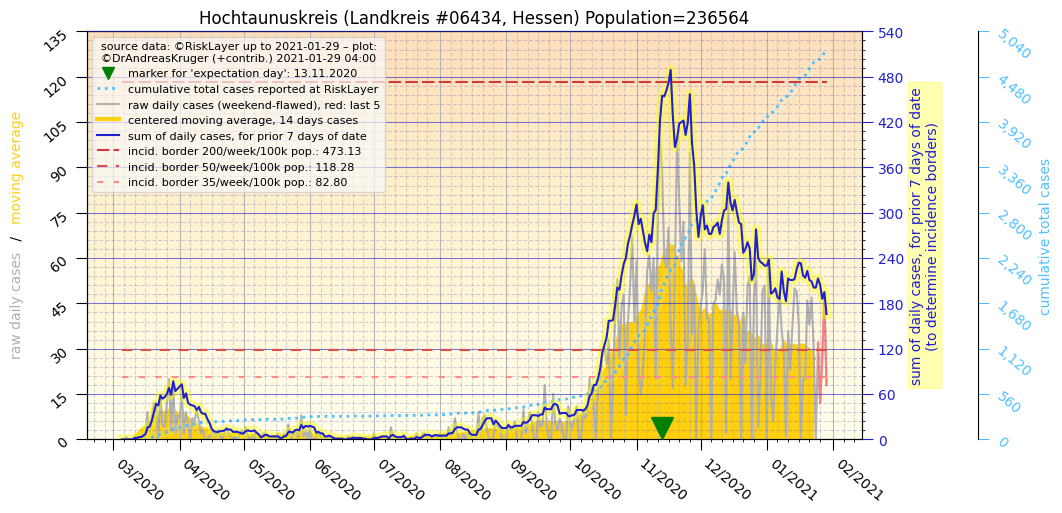 Hochtaunuskreis (Landkreis #06434, Hessen) Population=236564
source data: ©RiskLayer up to 2021-01-29 – plot:
©DrAndreasKruger (+contrib.) 2021-01-29 04:00
marker for 'expectation day': 13.11.2020
cumulative total cases reported at RiskLayer
raw daily cases (weekend-flawed), red: last 5
centered moving average, 14 days cases
sum of daily cases, for prior 7 days of date
incid. border 200/week/100k pop.: 473.13
incid. border 50/week/100k pop.: 118.28
incid. border 35/week/100k pop.: 82.80
raw daily cases / moving average
135
120
105
90
75
60
45
30
15
0
03/2020
04/2020
05/2020
06/2020
07/2020
08/2020
09/2020
10/2020
11/2020
12/2020
01/2021
02/2021
540
480
420
360
300
240
180
120
60
0
sum of daily cases, for prior 7 days of date
(to determine incidence borders)
5,040
4,480
3,920
3,360
2,800
2,240
1,680
1,120
560
0
cumulative total cases